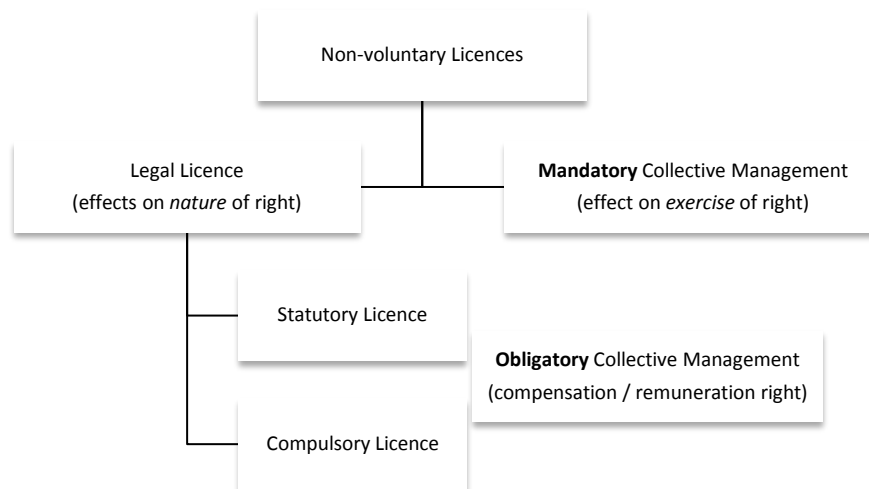 Non-voluntary Licences
Legal Licence
(effects on nature of right)
Mandatory Collective Management
(effect on exercise of right)
Statutory Licence
Obligatory Collective Management
(compensation / remuneration right)
Compulsory Licence